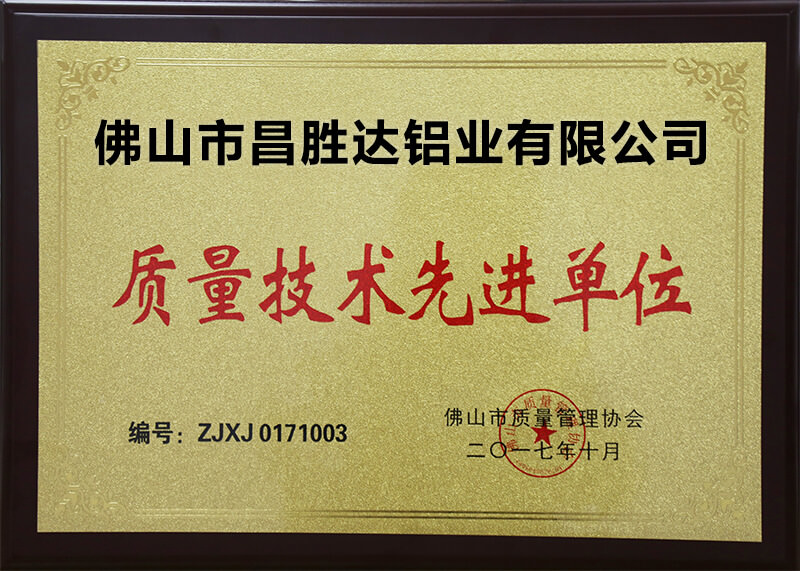 佛山市昌胜达铝业有限公司
质量技术先进单位
编号：ZJXJ 0171003
佛山市质量管理协会
二〇一七年十月